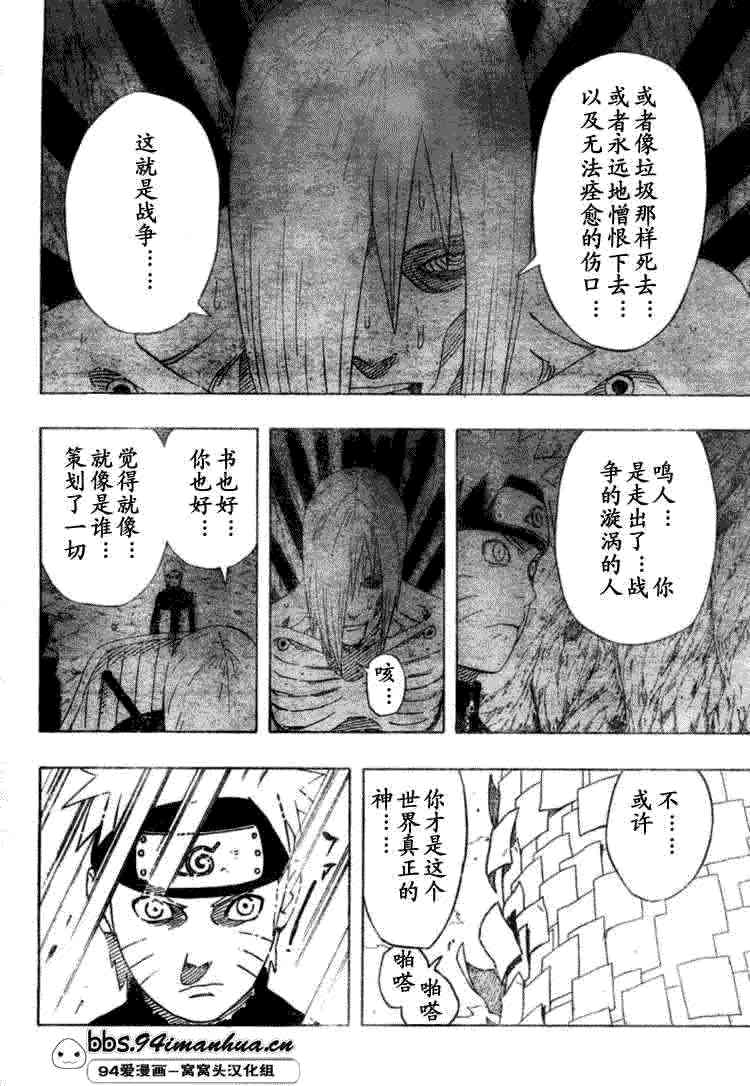 或者像垃圾那样死去…
或者永远地憎恨下去…
以及无法痊愈的伤口…
这就是战争……
鸣人…　你
是走出了…战
争的漩涡的人
咳…
书也好…
你也好…
觉得就像…
就像是谁…
策划了一切
不……
或许
你才是这个
世界真正的
神……
啪嗒
啪嗒
bbs.94imanhua.cn
94爱漫画—窝窝头汉化组